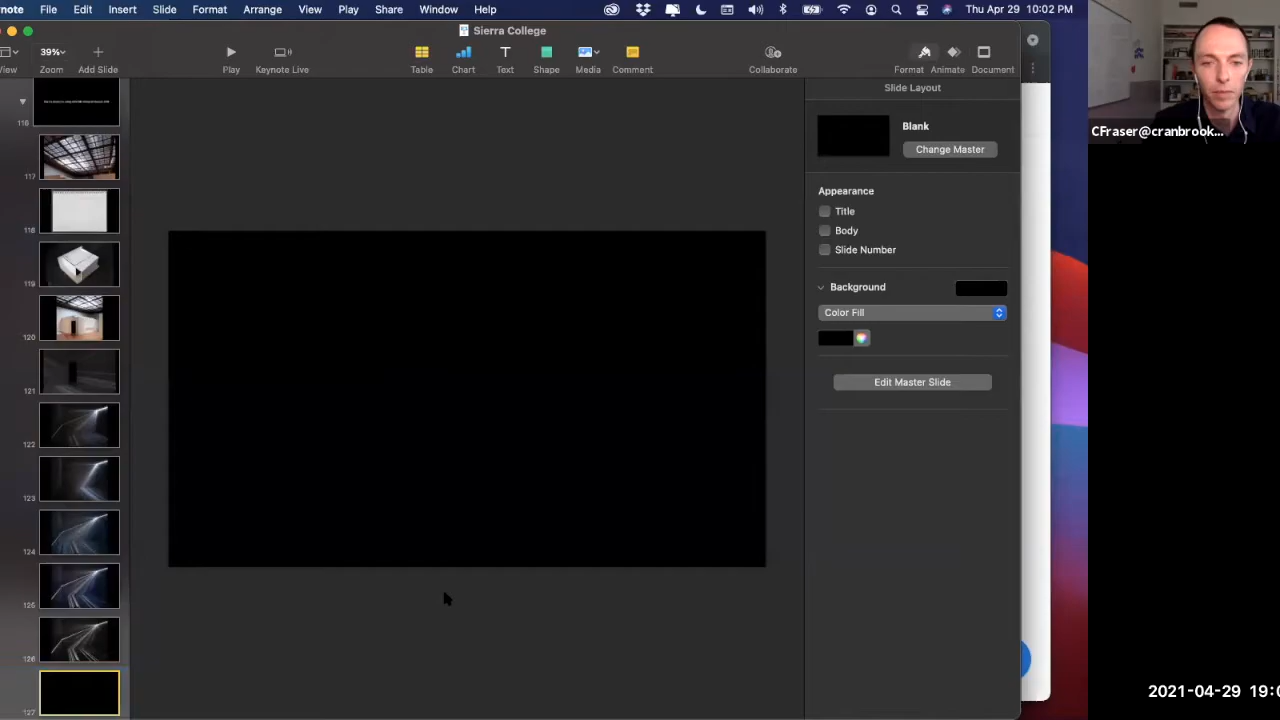 note File Edit Insert Slide Format Arrange View Play Share Window Help Thu Apr 29 10:02 PM
Sierra College
View 39% Zoom Add Slide Play Keynote Live Table Chart Text Shape Media Comment Collaborate Format Animate Document
Slide Layout
Blank
Change Master
Appearance
Title
Body
Slide Number
Background
Color Fill
Edit Master Slide
116
117
118
119
120
121
122
123
124
125
126
127
CFraser@cranbrook...
2021-04-29 19:0